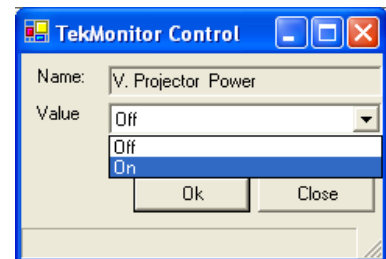 TekMonitor Control
Name: V. Projector Power
Value Off
Off
On
Ok Close